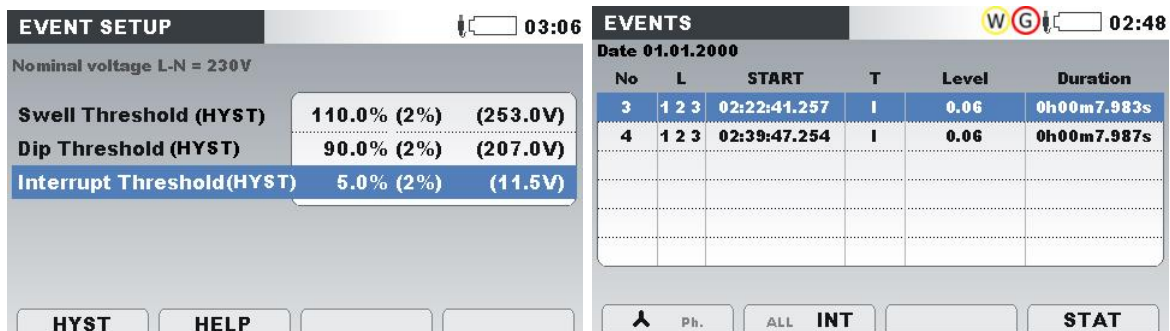 EVENT SETUP 03:06
Nominal voltage L-N = 230V
Swell Threshold (HYST) 110.0% (2%) (253.0V)
Dip Threshold (HYST) 90.0% (2%) (207.0V)
Interrupt Threshold(HYST) 5.0% (2%) (11.5V)
HYST HELP
EVENTS W G 02:48
Date 01.01.2000
No L START T Level Duration
3 1 2 3 02:22:41.257 I 0.06 0h00m7.983s
4 1 2 3 02:39:47.254 I 0.06 0h00m7.987s
Ph. ALL INT STAT